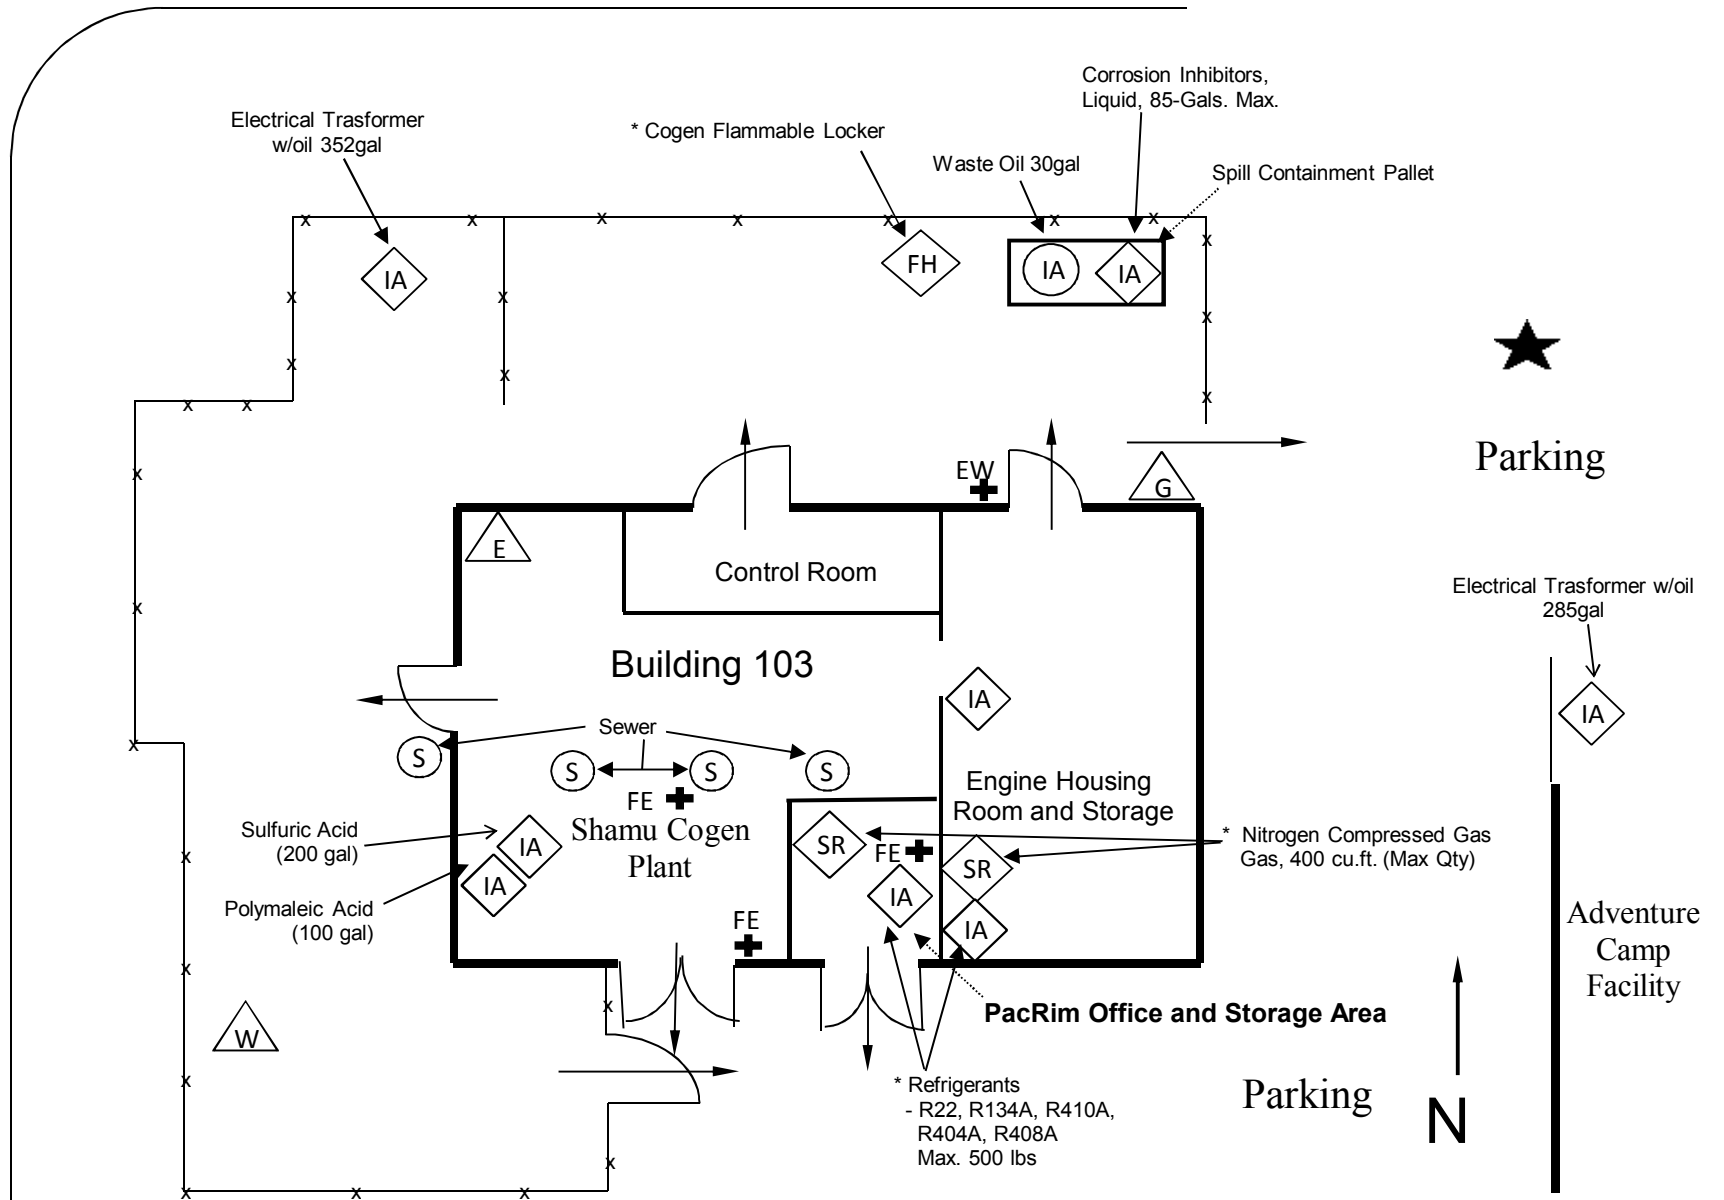 Corrosion Inhibitors,
Liquid, 85-Gals. Max.
Electrical Trasformer
w/oil 352gal
* Cogen Flammable Locker
Waste Oil 30gal
Spill Containment Pallet
x x x x x x x
IA
FH
IA
IA
x
x
x
x
x
x
x
x
x
x x
Parking
EW
G
E
x
Control Room
Electrical Trasformer w/oil
285gal
x
Building 103
IA
IA
Sewer
x
S
S
S
S
FE
Engine Housing
Room and Storage
Shamu Cogen
Plant
Sulfuric Acid
(200 gal)
IA
SR
FE
SR
* Nitrogen Compressed Gas
Gas, 400 cu.ft. (Max Qty)
x
IA
IA
Polymaleic Acid
(100 gal)
FE
IA
Adventure
Camp
Facility
x
x
PacRim Office and Storage Area
W
x
* Refrigerants
- R22, R134A, R410A,
R404A, R408A
Max. 500 lbs
Parking
N
x
x x x